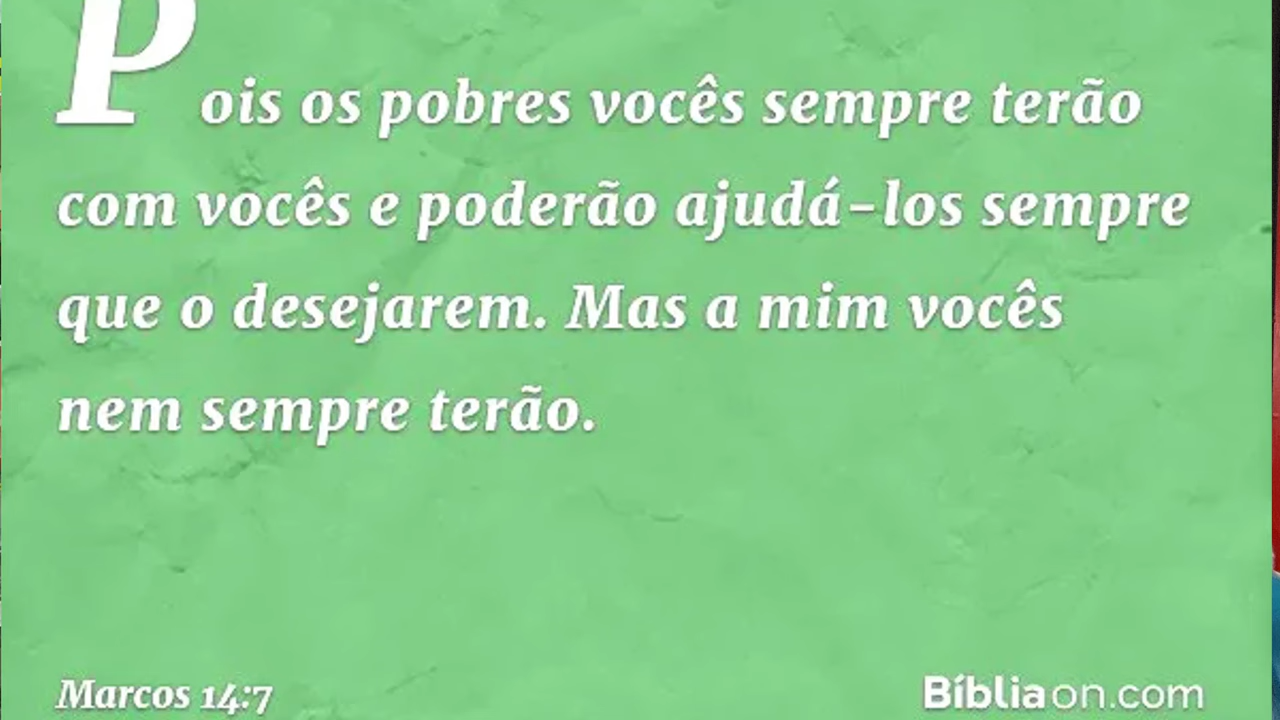 Pois os pobres vocês sempre terão
com vocês e poderão ajudá-los sempre
que o desejarem. Mas a mim vocês
nem sempre terão.
Marcos 14:7
Bíbliaon.com